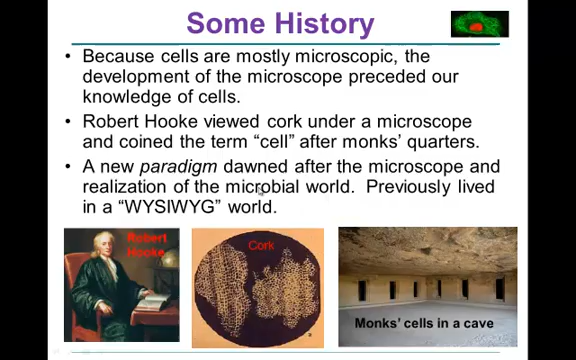 Some History
• Because cells are mostly microscopic, the
development of the microscope preceded our
knowledge of cells.
• Robert Hooke viewed cork under a microscope
and coined the term “cell” after monks’ quarters.
• A new paradigm dawned after the microscope and
realization of the microbial world.  Previously lived
in a “WYSIWYG” world.
Robert
Hooke
Cork
Monks’ cells in a cave